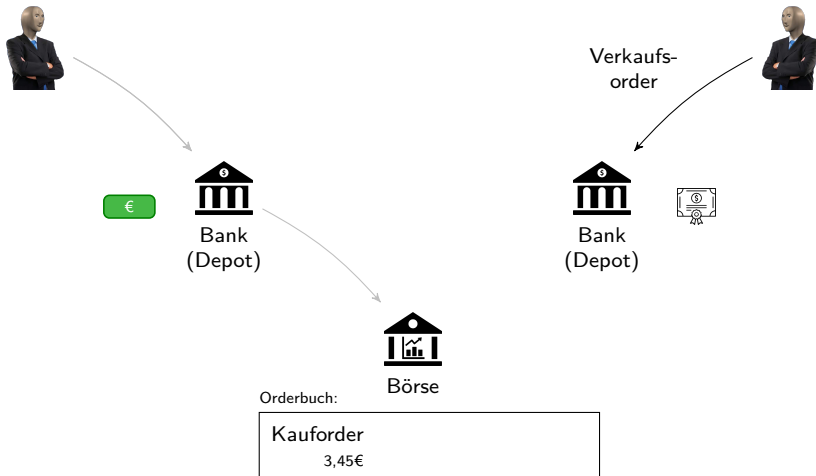 Verkaufs-
order
€
Bank
(Depot)
Bank
(Depot)
Börse
Orderbuch:
Kauforder
3,45€